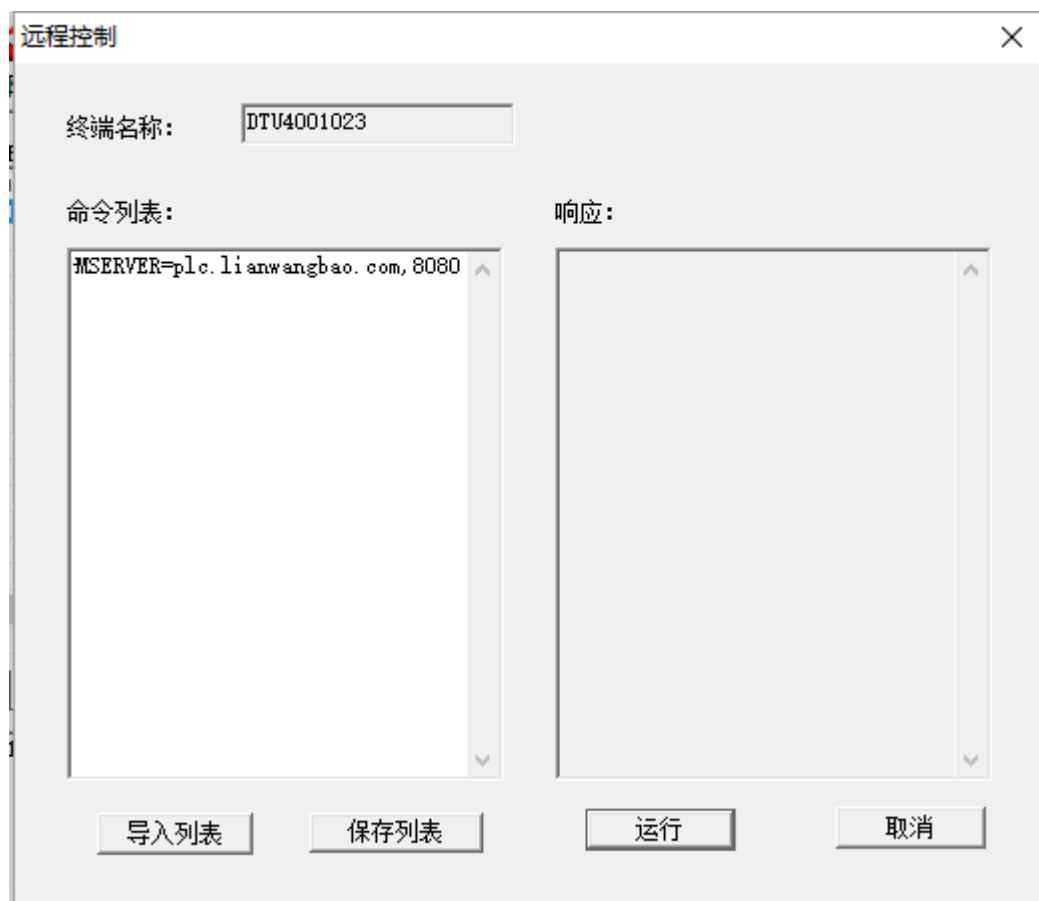 远程控制
终端名称: DTU4001023
命令列表: 响应:
MSERVER=plc.lianwangbao.com,8080
导入列表 保存列表 运行 取消